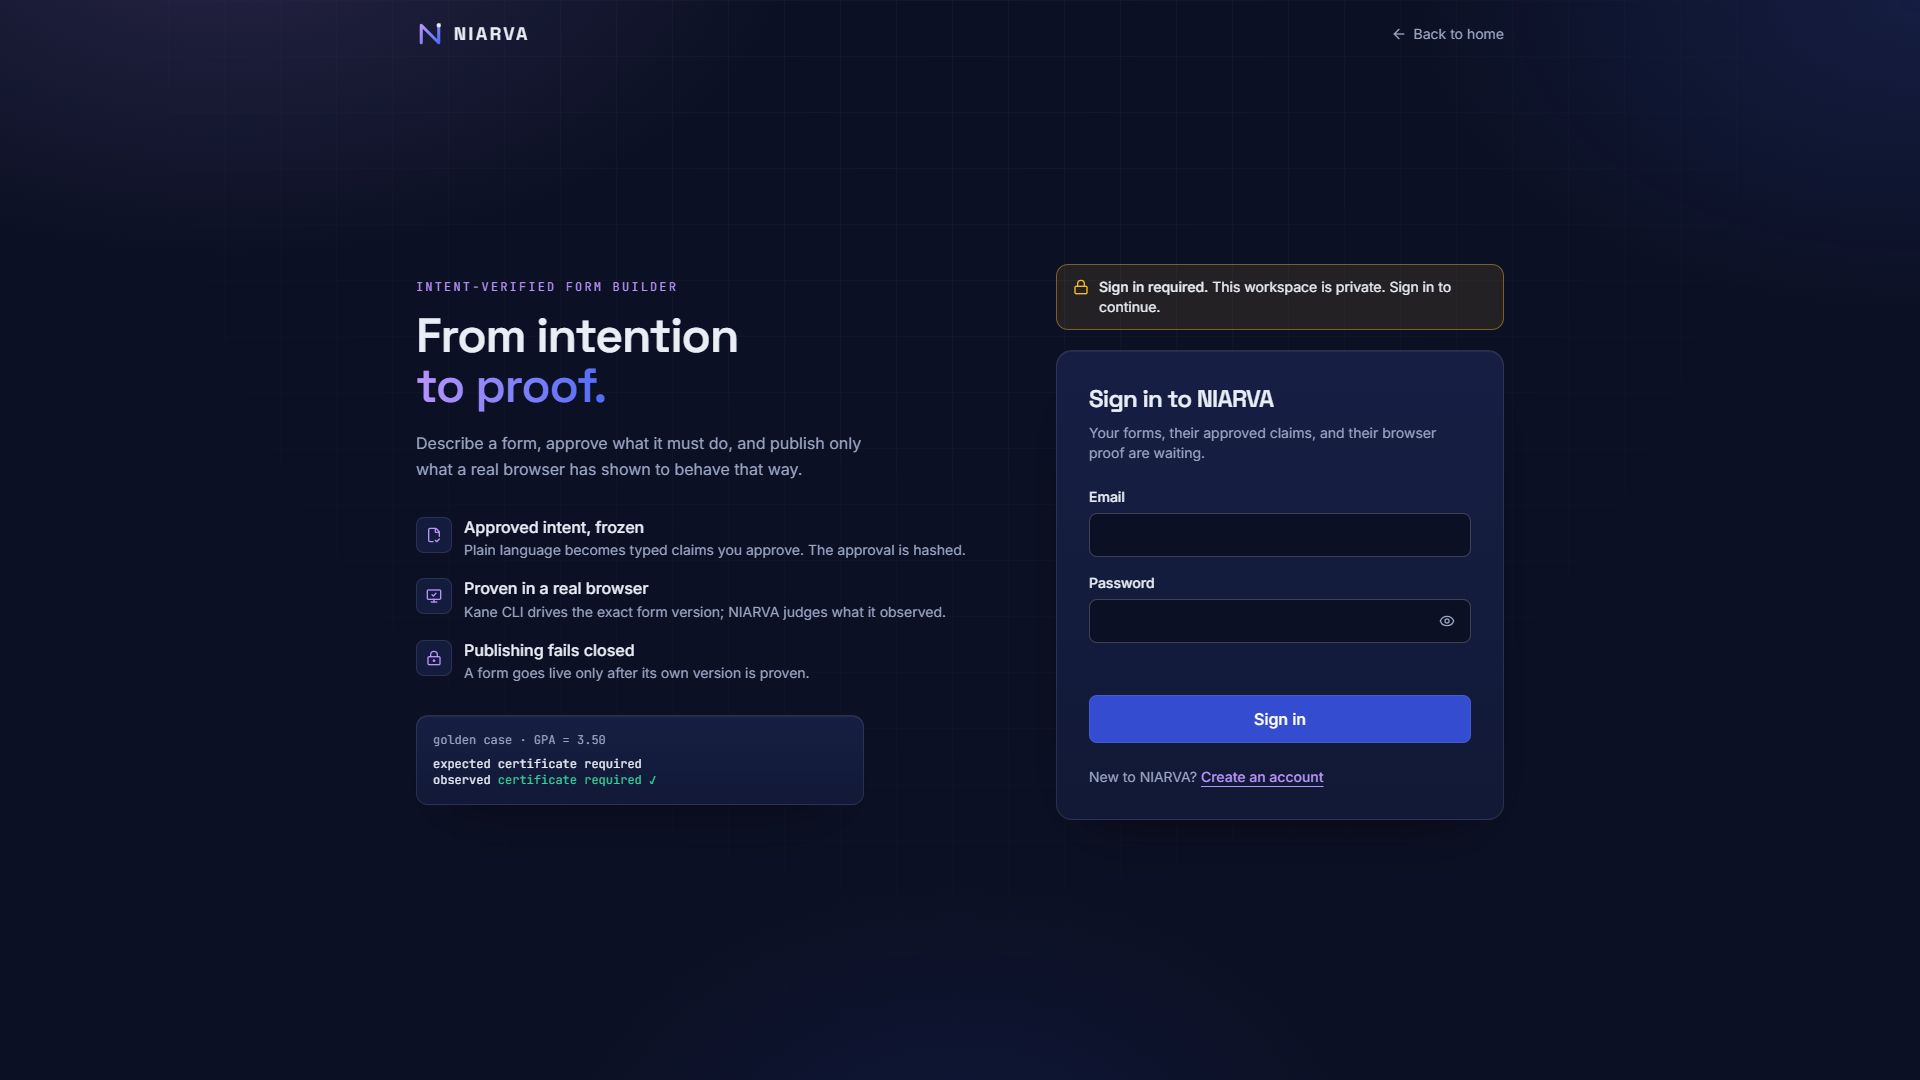 NIARVA
Back to home
INTENT-VERIFIED FORM BUILDER
From intention
to proof.
Describe a form, approve what it must do, and publish only
what a real browser has shown to behave that way.
Approved intent, frozen
Plain language becomes typed claims you approve. The approval is hashed.
Proven in a real browser
Kane CLI drives the exact form version; NIARVA judges what it observed.
Publishing fails closed
A form goes live only after its own version is proven.
golden case · GPA = 3.50
expected certificate required
observed certificate required ✓
Sign in required. This workspace is private. Sign in to
continue.
Sign in to NIARVA
Your forms, their approved claims, and their browser
proof are waiting.
Email
Password
Sign in
New to NIARVA? Create an account